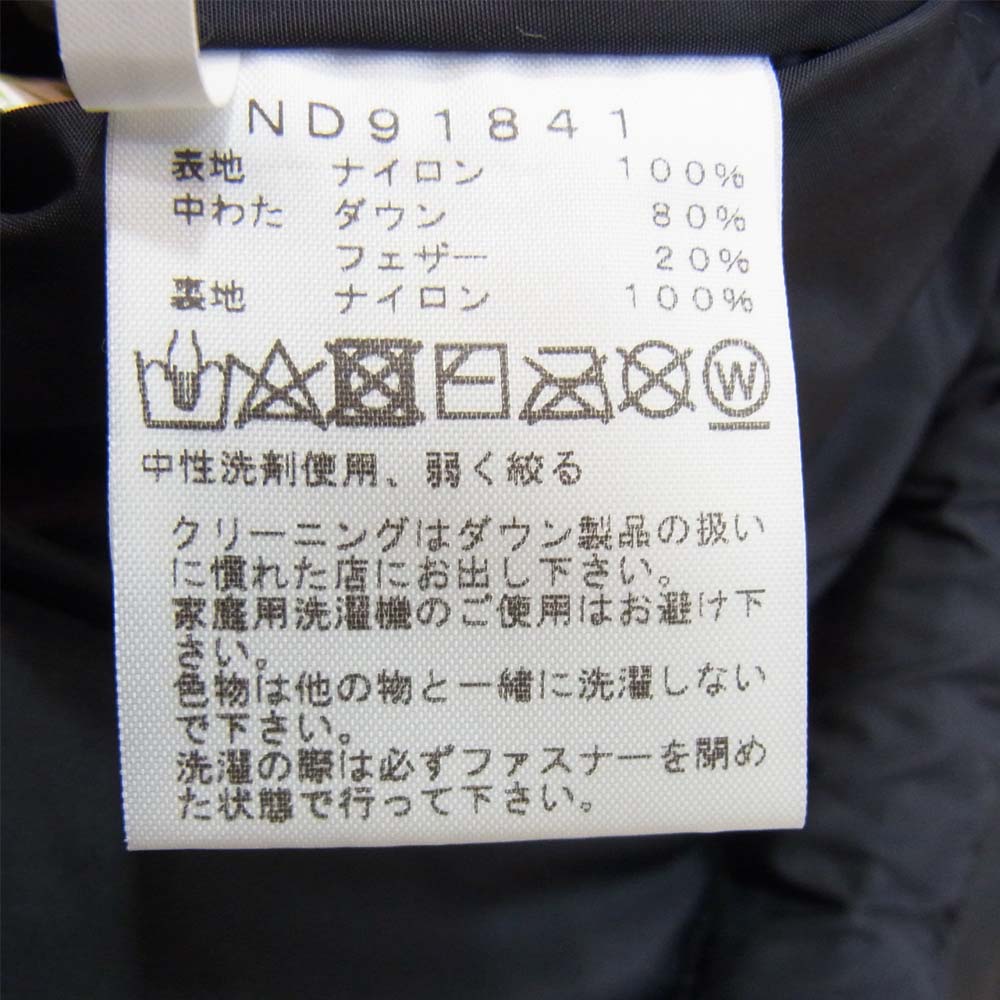 ND91841
表地 ナイロン 100%
中わた ダウン 80%
フェザー 20%
裏地 ナイロン 100%
W
中性洗剤使用、弱く絞る
クリーニングはダウン製品の扱い
に慣れた店にお出し下さい。
家庭用洗濯機のご使用はお避け下
さい。
色物は他の物と一緒に洗濯しない
で下さい。
洗濯の際は必ずファスナーを閉め
た状態で行って下さい。